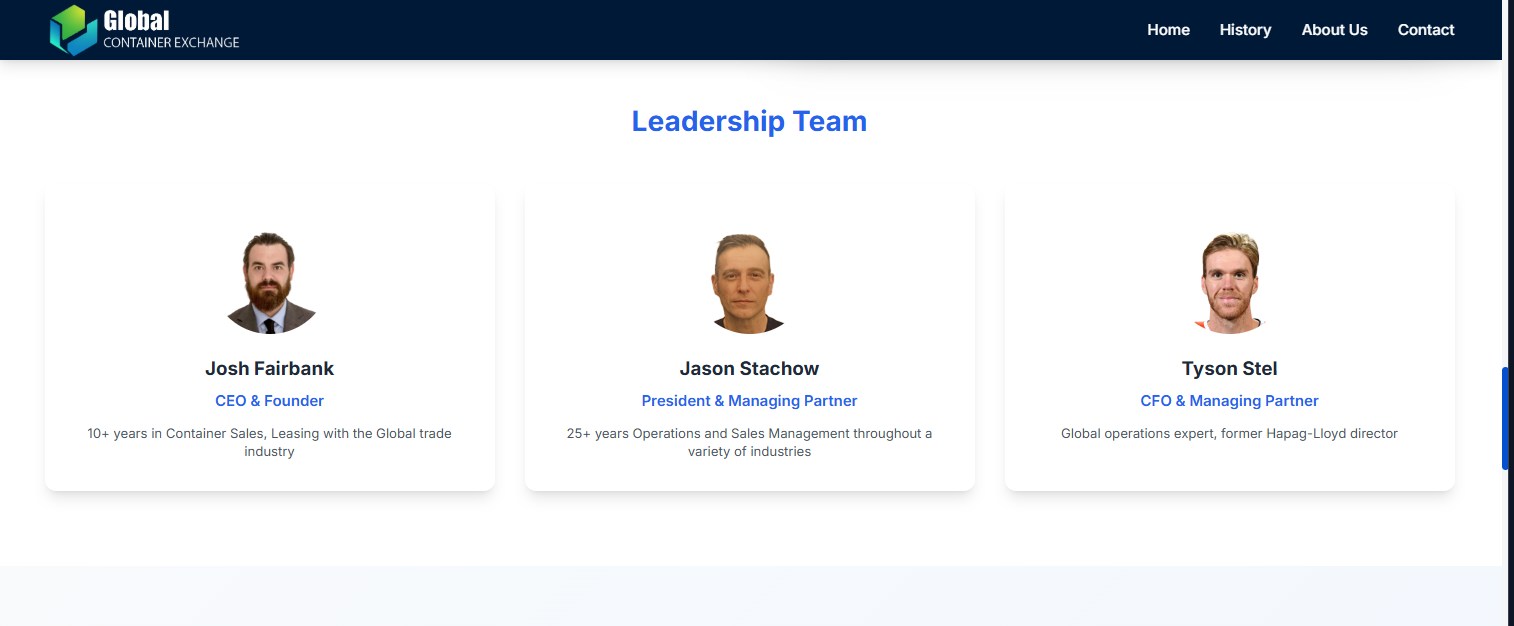 Global
CONTAINER EXCHANGE
Home
History
About Us
Contact
Leadership Team
Josh Fairbank
CEO & Founder
10+ years in Container Sales, Leasing with the Global trade
industry
Jason Stachow
President & Managing Partner
25+ years Operations and Sales Management throughout a
variety of industries
Tyson Stel
CFO & Managing Partner
Global operations expert, former Hapag-Lloyd director